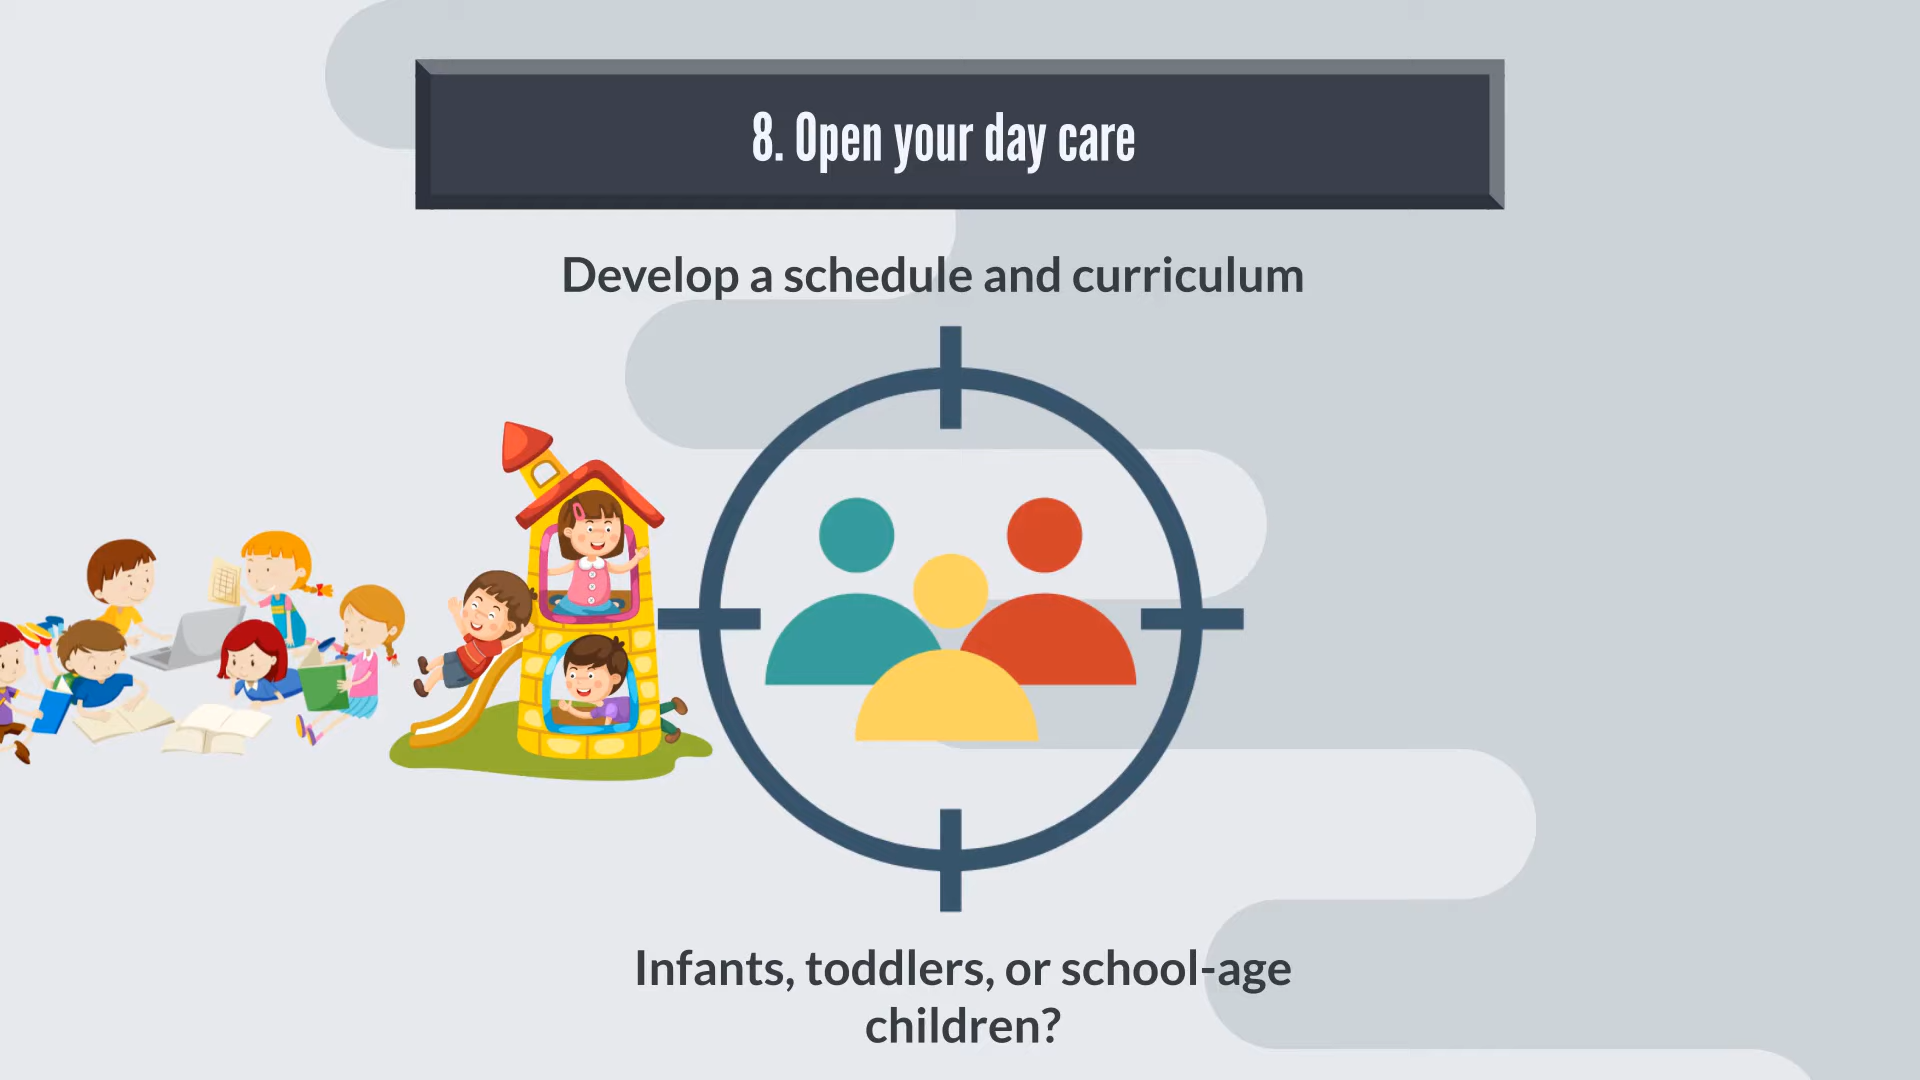 8. Open your day care
Develop a schedule and curriculum
Infants, toddlers, or school-age
children?